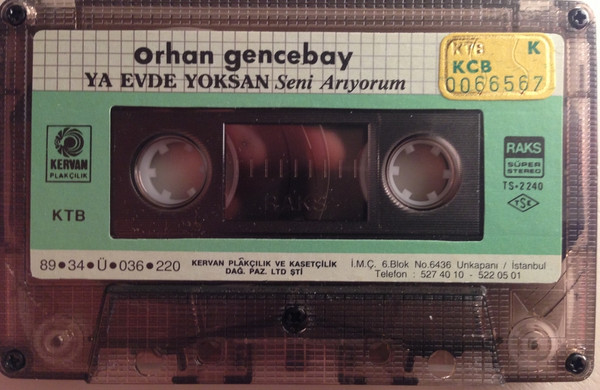 orhan gencebay
YA EVDE YOKSAN Seni Arıyorum
KTB K
KCB
0066567
KERVAN
PLAKÇILIK
KTB
RAKS
RAKS
SÜPER
STEREO
TS-2240
TSE
89•34•Ü•036•220
KERVAN PLÂKÇILIK VE KASETÇİLİK
DAĞ. PAZ. LTD ŞTİ
İ.M.Ç. 6.Blok No.6436 Unkapanı / İstanbul
Telefon : 527 40 10 - 522 05 01